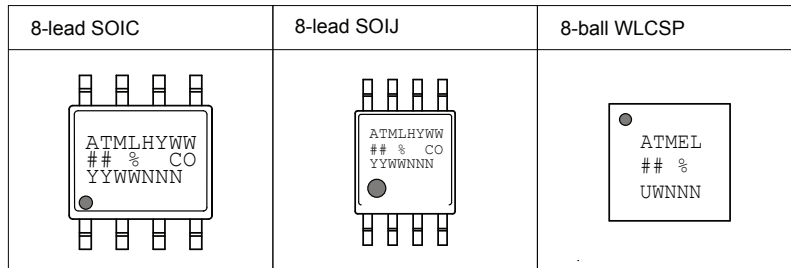 8-lead SOIC
8-lead SOIJ
8-ball WLCSP
ATMLHYWW
## % CO
YYWWNNN
ATMLHYWW
## % CO
YYWWNNN
ATMEL
## %
UWNNN